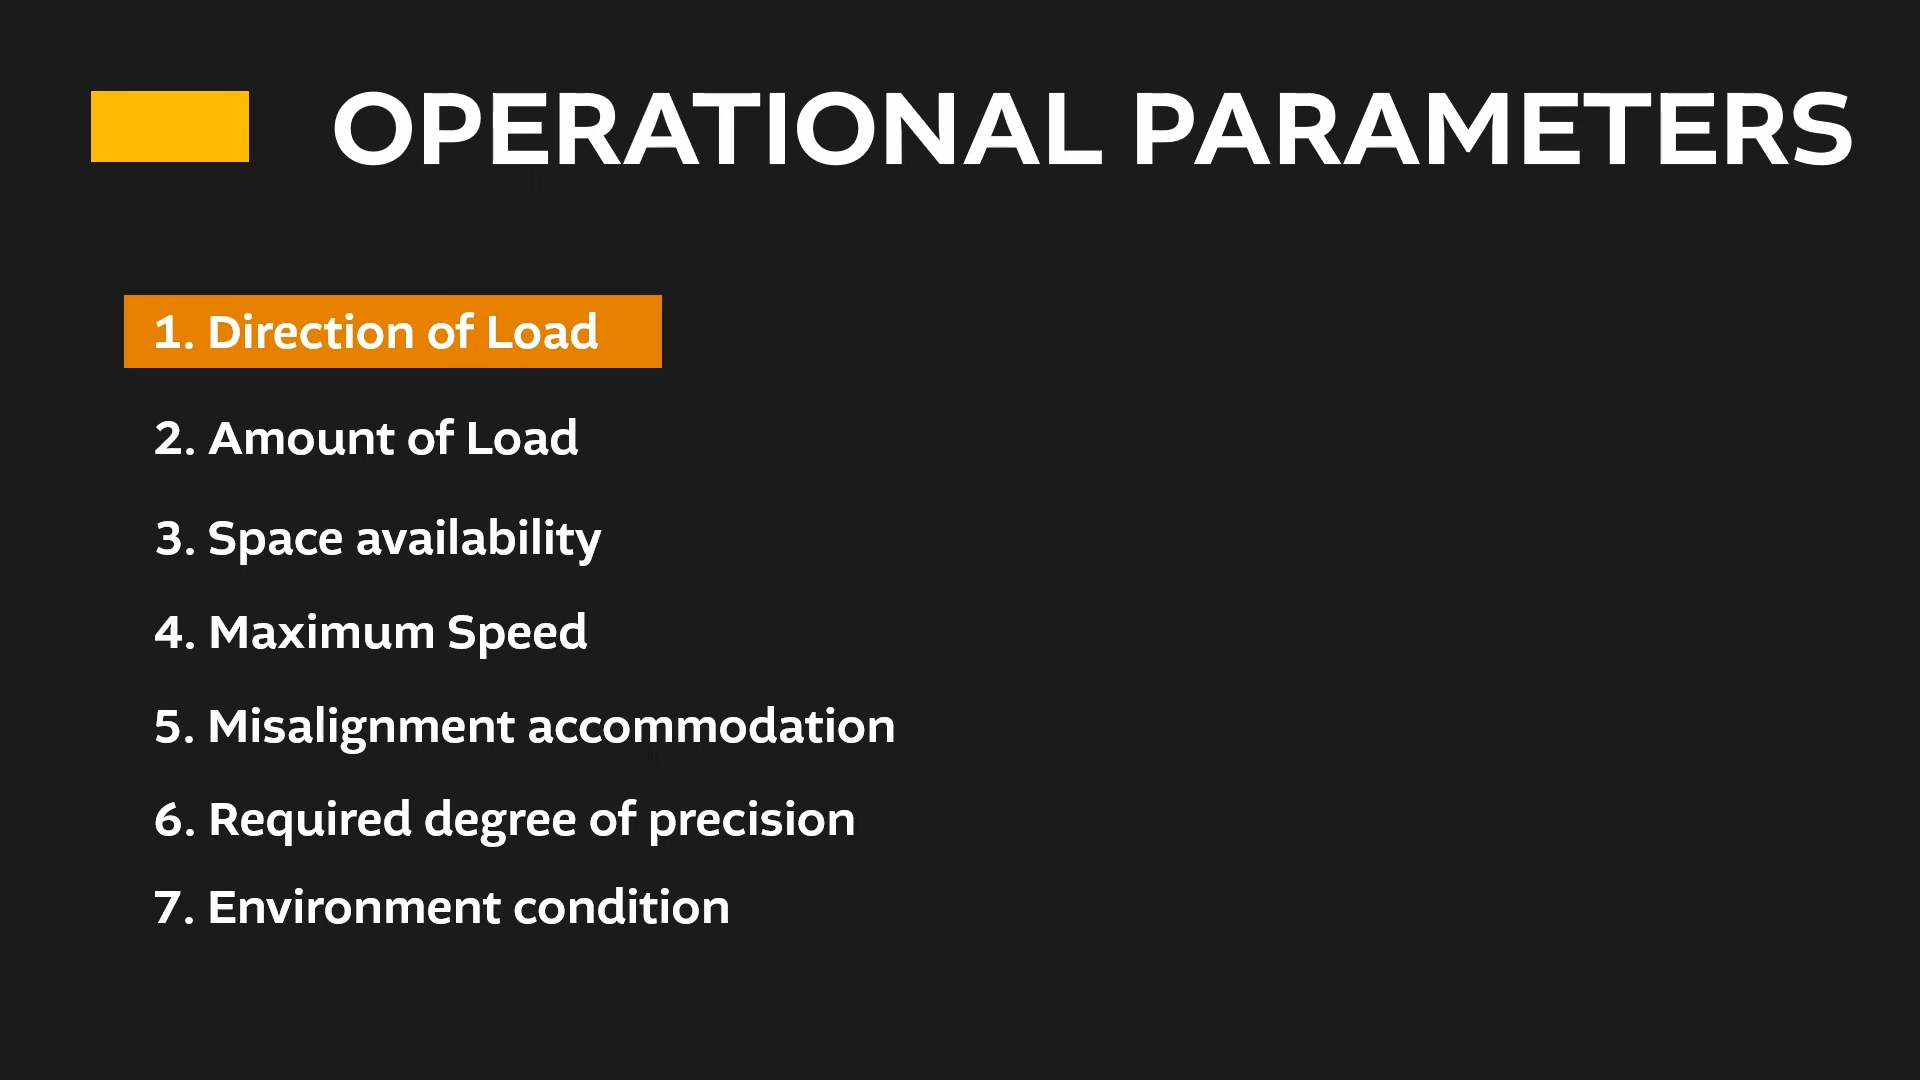 OPERATIONAL PARAMETERS
1. Direction of Load
2. Amount of Load
3. Space availability
4. Maximum Speed
5. Misalignment accommodation
6. Required degree of precision
7. Environment condition